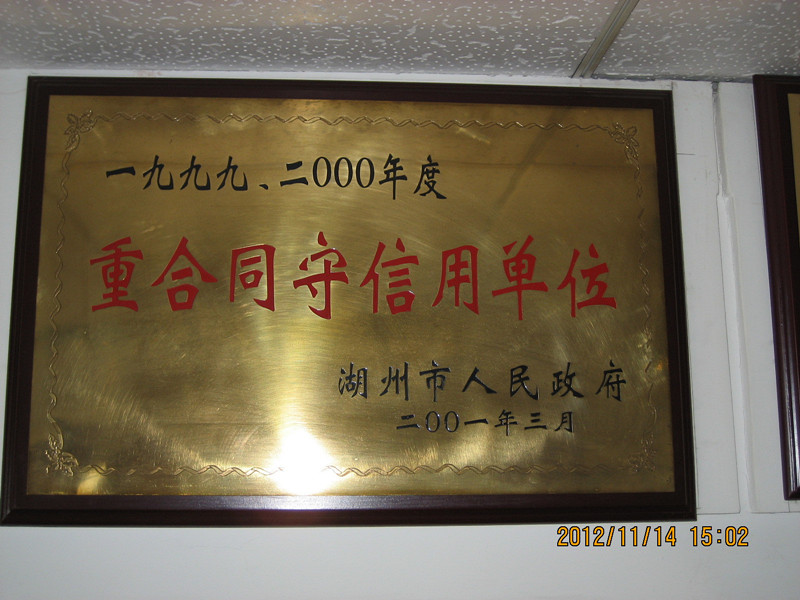 一九九九、二000年度
重合同守信用单位
湖州市人民政府
二00一年三月
2012/11/14 15:02